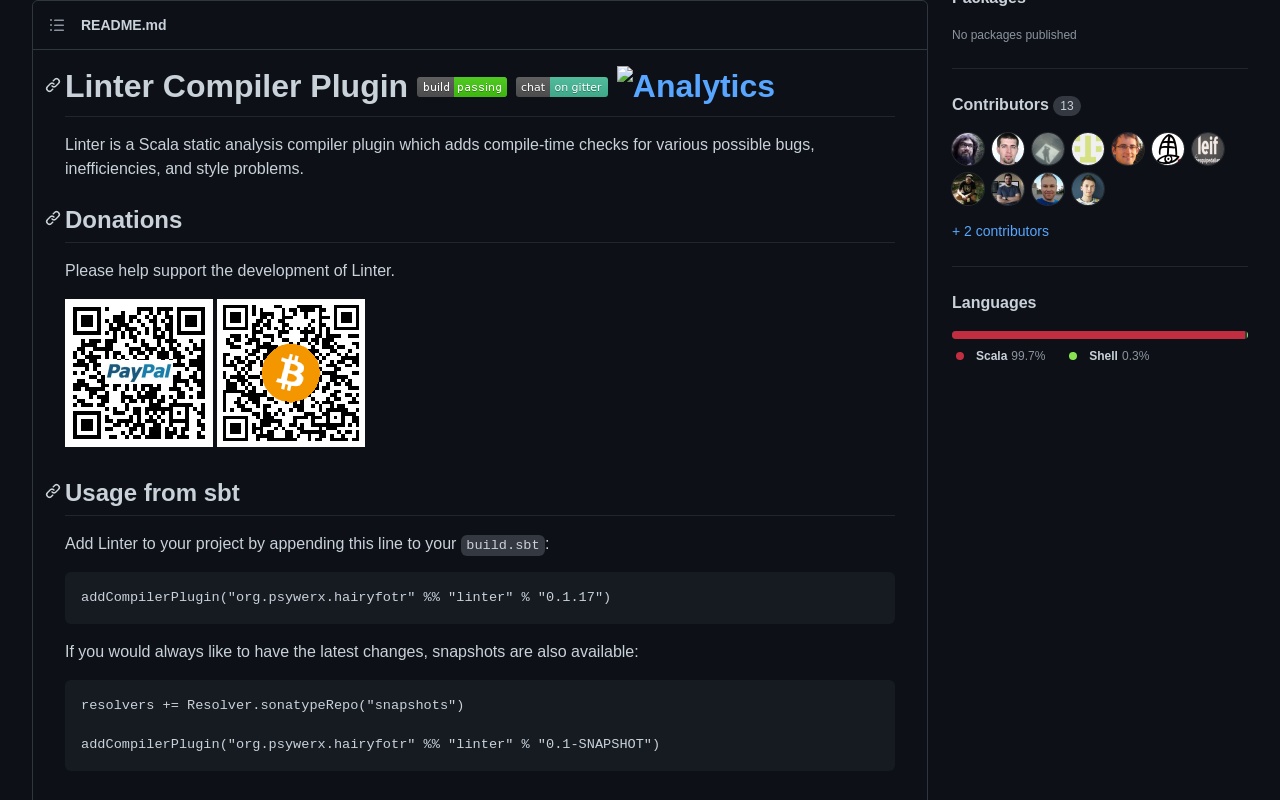 README.md
Linter Compiler Plugin build passing chat on gitter Analytics
Linter is a Scala static analysis compiler plugin which adds compile-time checks for various possible bugs,
inefficiencies, and style problems.
Donations
Please help support the development of Linter.
PayPal
Usage from sbt
Add Linter to your project by appending this line to your build.sbt:
addCompilerPlugin("org.psywerx.hairyfotr" %% "linter" % "0.1.17")
If you would always like to have the latest changes, snapshots are also available:
resolvers += Resolver.sonatypeRepo("snapshots")
addCompilerPlugin("org.psywerx.hairyfotr" %% "linter" % "0.1-SNAPSHOT")
Packages
No packages published
Contributors 13
leif
+ 2 contributors
Languages
Scala 99.7% Shell 0.3%